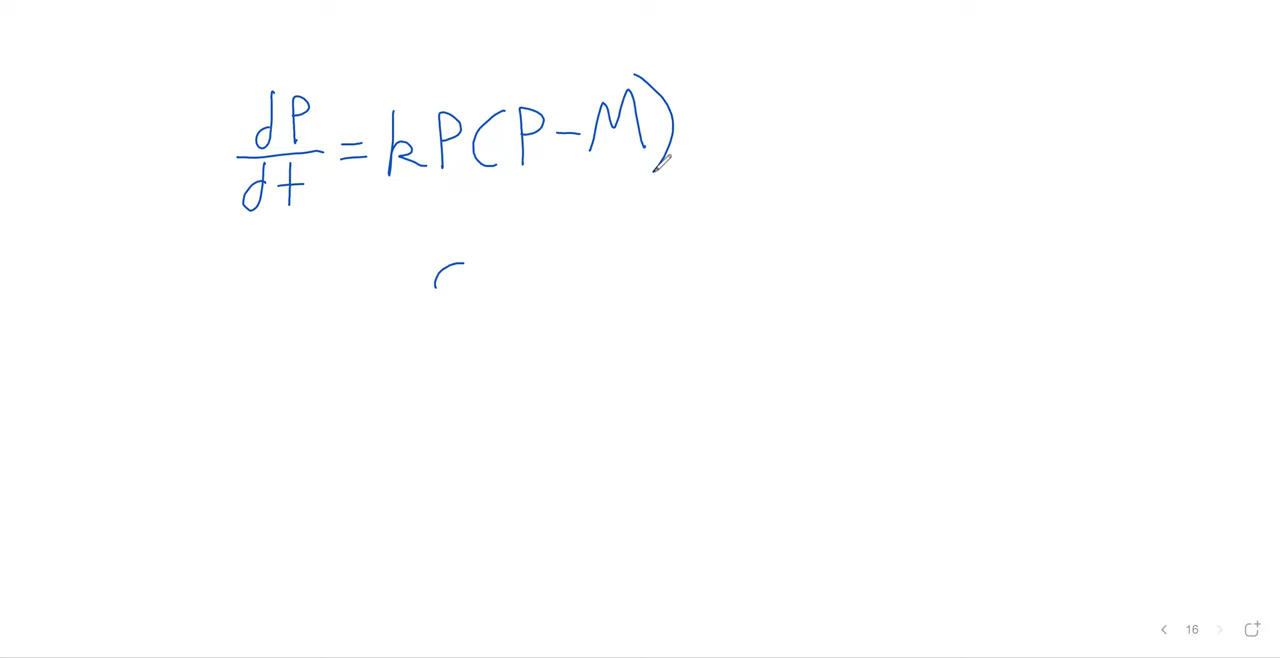 dP/dt = kP(P-M)
(
16